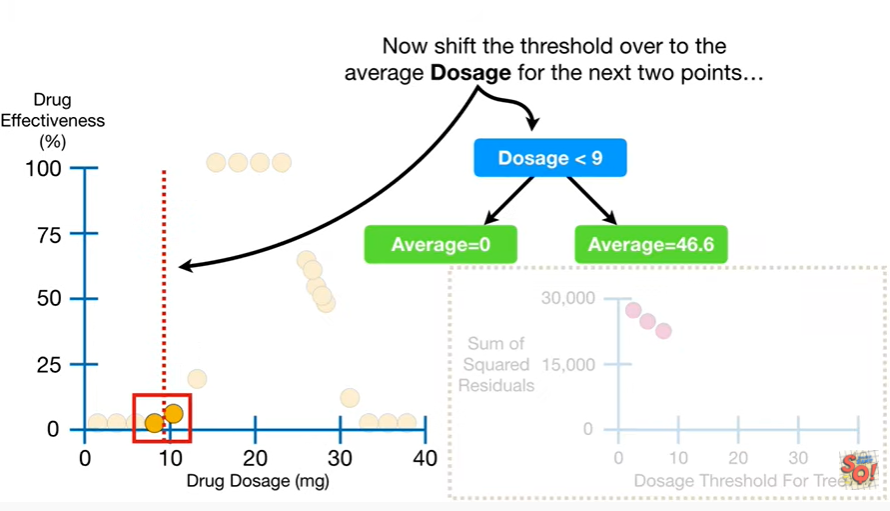 Now shift the threshold over to the
average Dosage for the next two points…
Drug
Effectiveness
(%)
100
75
50
25
0
0
10
20
30
40
Drug Dosage (mg)
Dosage < 9
Average=0
Average=46.6
30,000
15,000
0
Sum of
Squared
Residuals
0
10
20
30
Dosage Threshold For Tree
SQ!